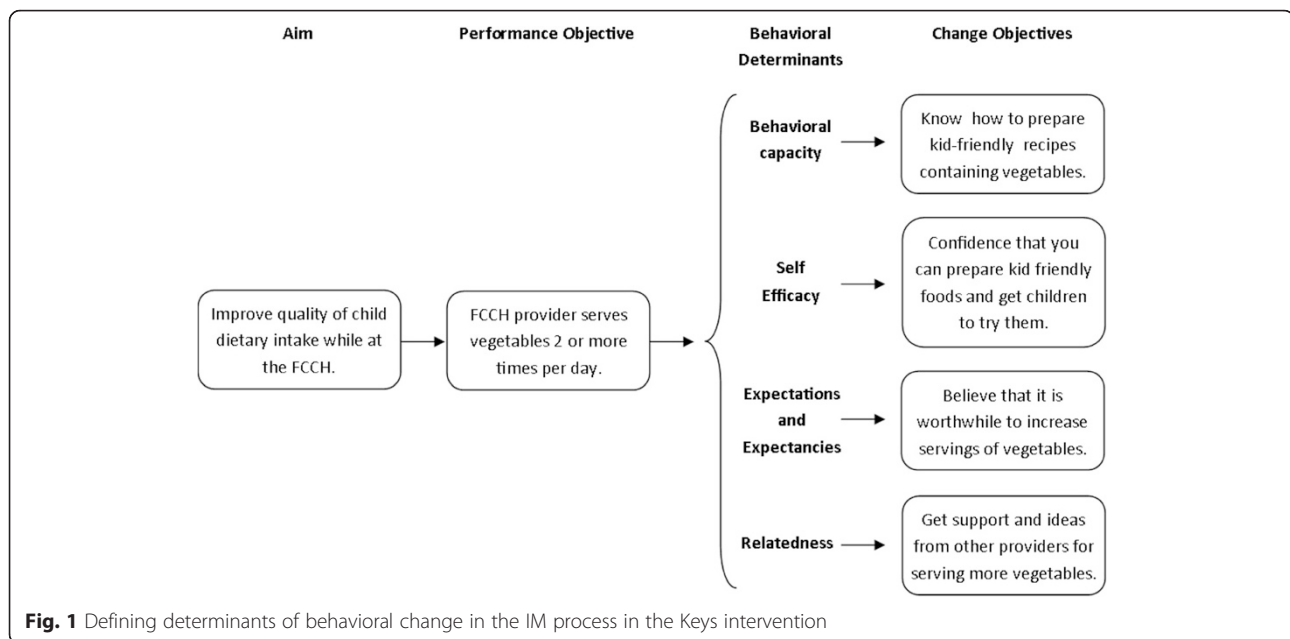 Aim
Performance Objective
Behavioral
Determinants
Change Objectives
Improve quality of child
dietary intake while at
the FCCH.
FCCH provider serves
vegetables 2 or more
times per day.
Behavioral
capacity
Know how to prepare
kid-friendly recipes
containing vegetables.
Self
Efficacy
Confidence that you
can prepare kid friendly
foods and get children
to try them.
Expectations
and
Expectancies
Believe that it is
worthwhile to increase
servings of vegetables.
Relatedness
Get support and ideas
from other providers for
serving more vegetables.
Fig. 1 Defining determinants of behavioral change in the IM process in the Keys intervention